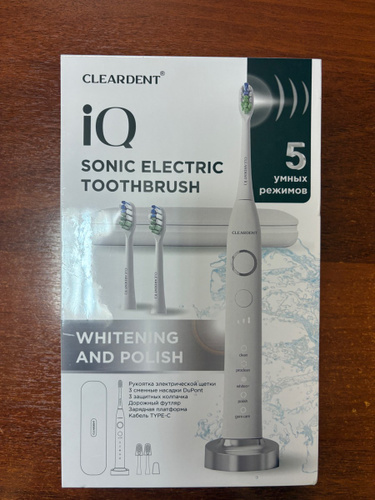 CLEARDENT®
iQ
SONIC ELECTRIC
TOOTHBRUSH
5
умных
режимов
CLEARDENT
WHITENING
AND POLISH
Рукоятка электрической щетки
3 сменные насадки DuPont
3 защитных колпачка
Дорожный футляр
Зарядная платформа
Кабель TYPE-C